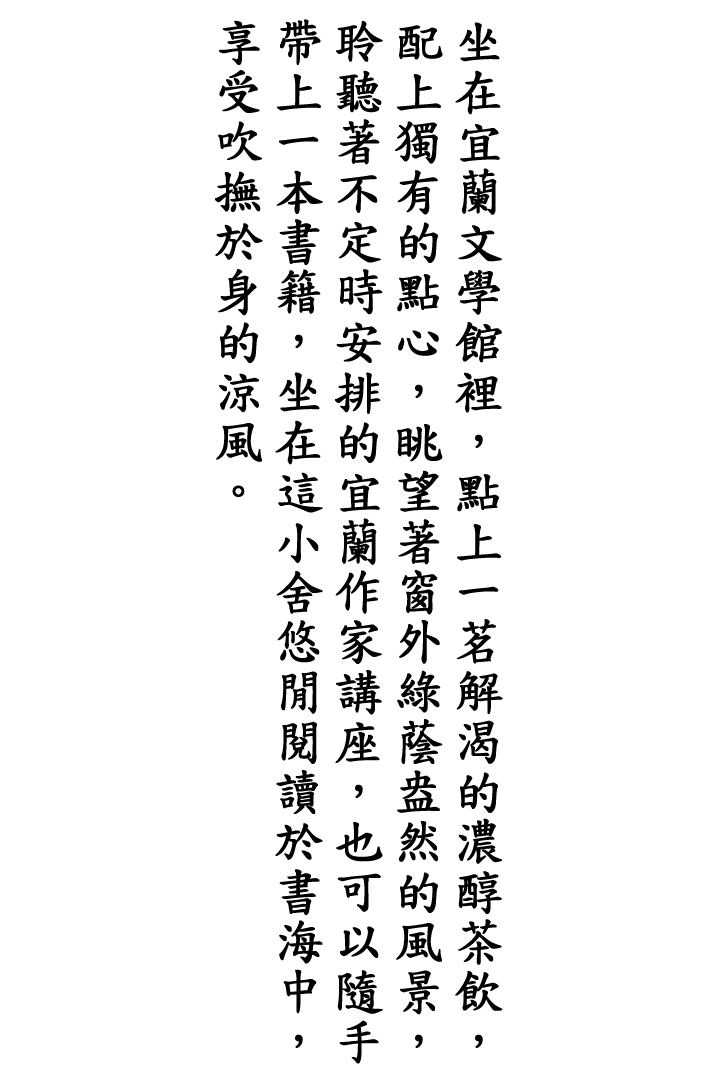 坐在宜蘭文學館裡，點上一茗解渴的濃醇茶飲，
配上獨有的點心，眺望著窗外綠蔭盎然的風景，
聆聽著不定時安排的宜蘭作家講座，也可以隨手
帶上一本書籍，坐在這小舍悠閒閱讀於書海中，
享受吹撫於身的涼風。